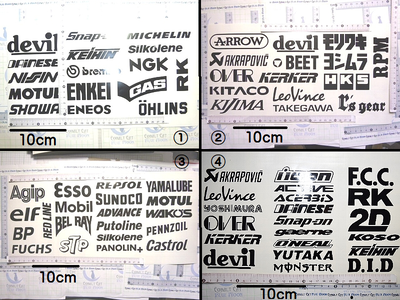 devil
DAINESE
NISSIN
MOTUL
SHOWA
Snap-on
KEIHIN
brembo
ENKEI
ENEOS
MICHELIN
Silkolene
NGK
GAS
ÖHLINS
RK
10cm
①
ARROW
AKRAPOVIČ
OVER
KITACO
KIJIMA
devil
BEET
KERKER
LeoVince
TAKEGAWA
モリワキ
ヨシムラ
HKS
r's gear
RPM
10cm
②
③
Agip
elf
BP
FUCHS
RED LINE
Esso
Mobil
BEL RAY
STP
REPSOL
SUNOCO
ADVANCE
Putoline
SILKOLENE
PANOLIN
YAMALUBE
MOTUL
WAKO'S
PENNZOIL
Castrol
10cm
④
AKRAPOVIČ
LeoVince
YOSHIMURA
OVER
KERKER
devil
ACTIVE
ACERBIS
DAINESE
Snap-on
gaerne
O'NEAL
YUTAKA
MONSTER
F.C.C.
RK
2D
KOSO
KEIHIN
D.I.D
10cm